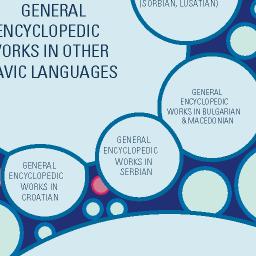 (SORBIAN, LUSATIAN)
GENERAL
ENCYCLOPEDIC
WORKS IN OTHER
AVIC LANGUAGES
GENERAL
ENCYCLOPEDIC
WORKS IN BULGARIAN
& MACEDONIAN
GENERAL
ENCYCLOPEDIC
WORKS IN
SERBIAN
GENERAL
ENCYCLOPEDIC
WORKS IN
CROATIAN